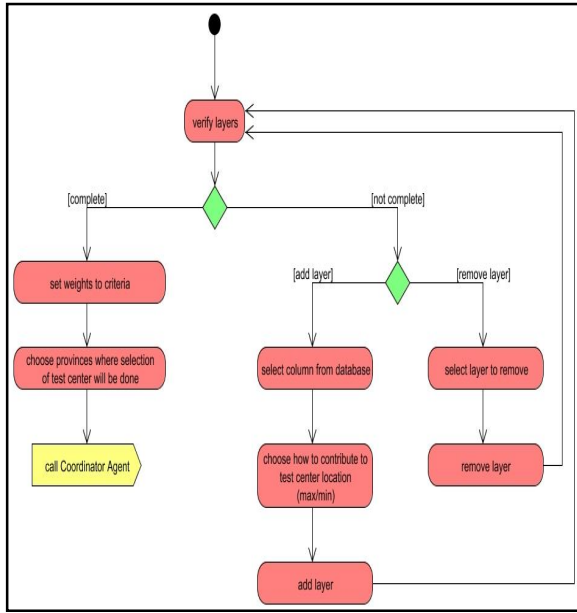 verify layers
[complete]
[not complete]
[add layer]
[remove layer]
set weights to criteria
choose provinces where selection
of test center will be done
select column from database
select layer to remove
call Coordinator Agent
choose how to contribute to
test center location
(max/min)
remove layer
add layer